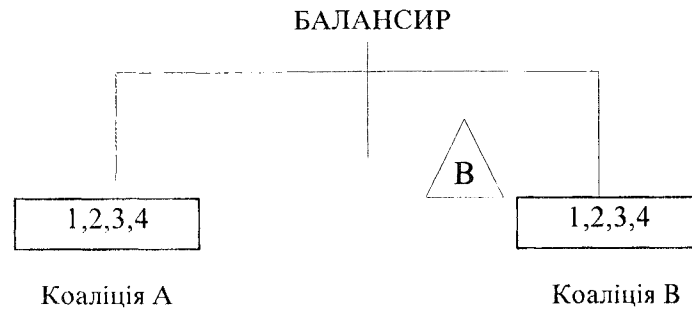 БАЛАНСИР
В
1,2,3,4
1,2,3,4
Коаліція А
Коаліція В